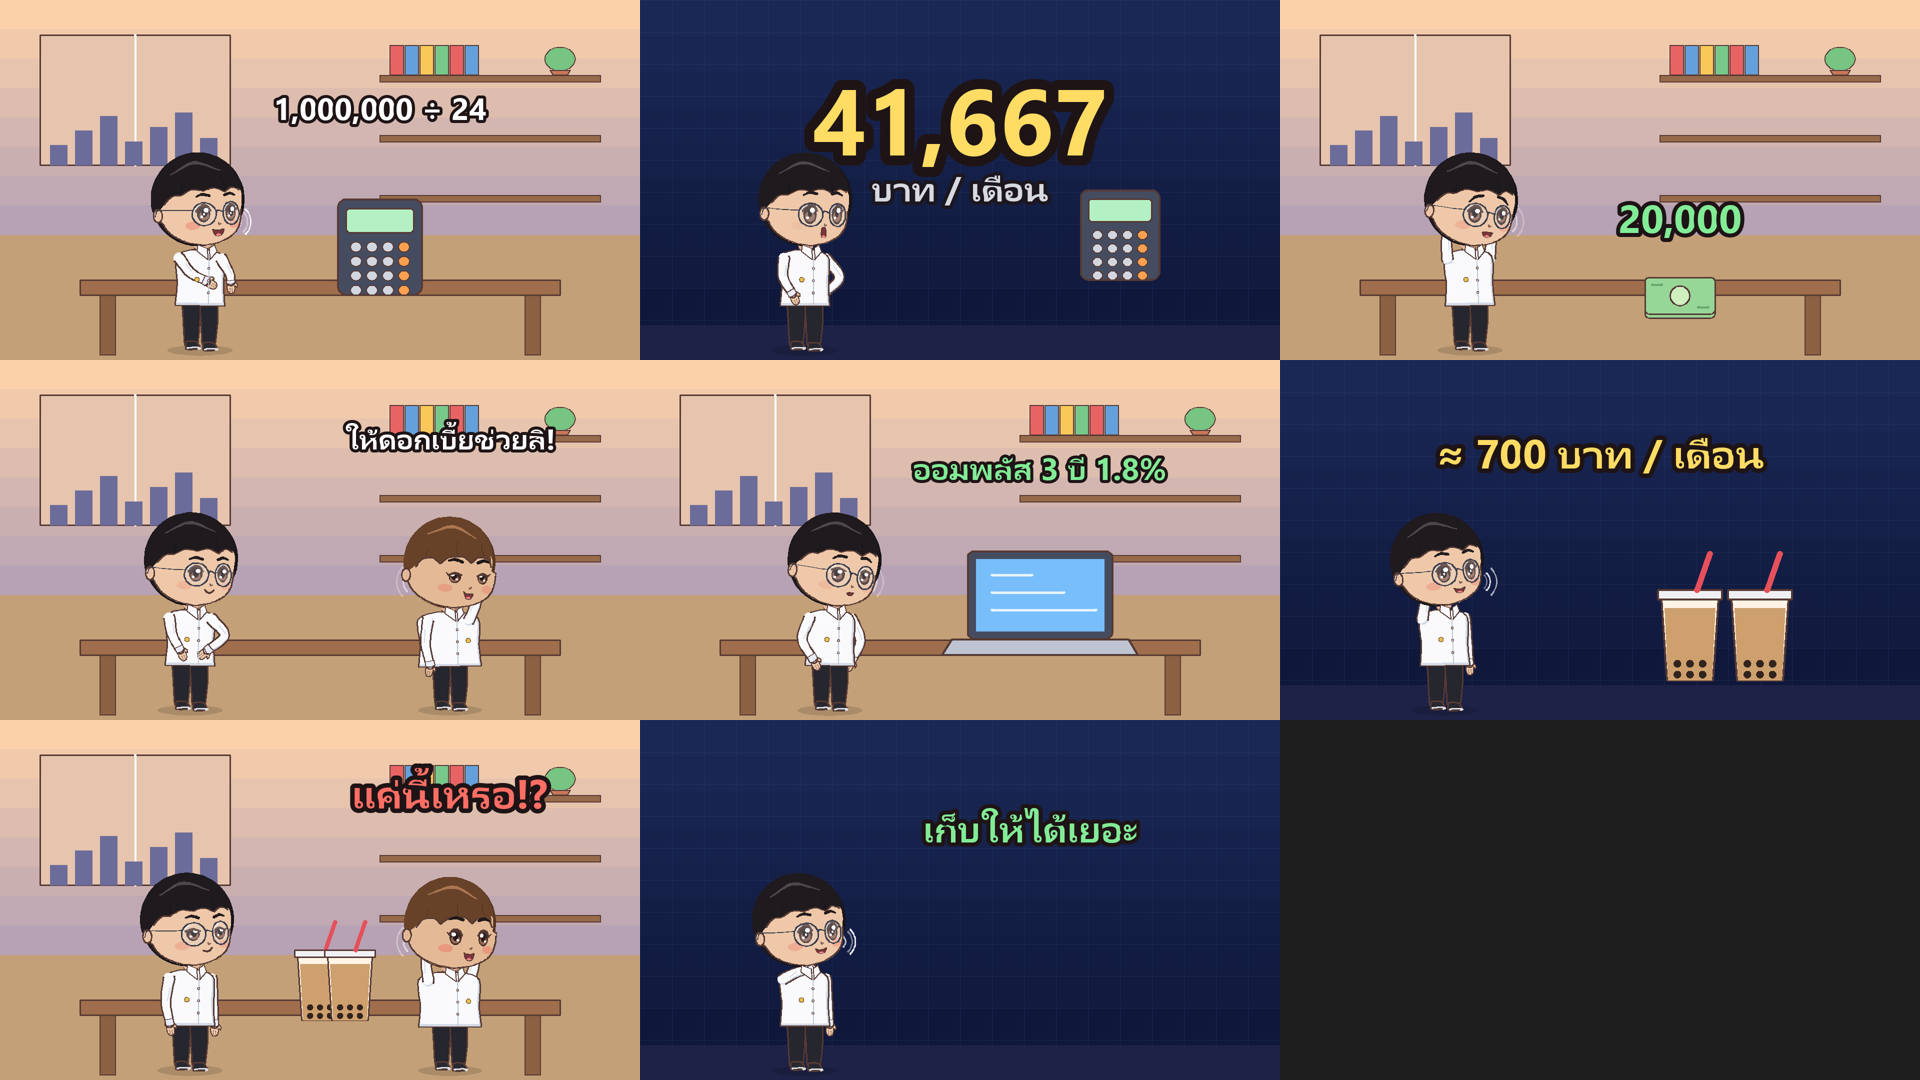 1,000,000 ÷ 24
41,667
บาท / เดือน
20,000
ให้ดอกเบี้ยช่วยสิ!
ออมพลัส 3 ปี 1.8%
≈ 700 บาท / เดือน
แค่นี้เหรอ!?
เก็บให้ได้เยอะ